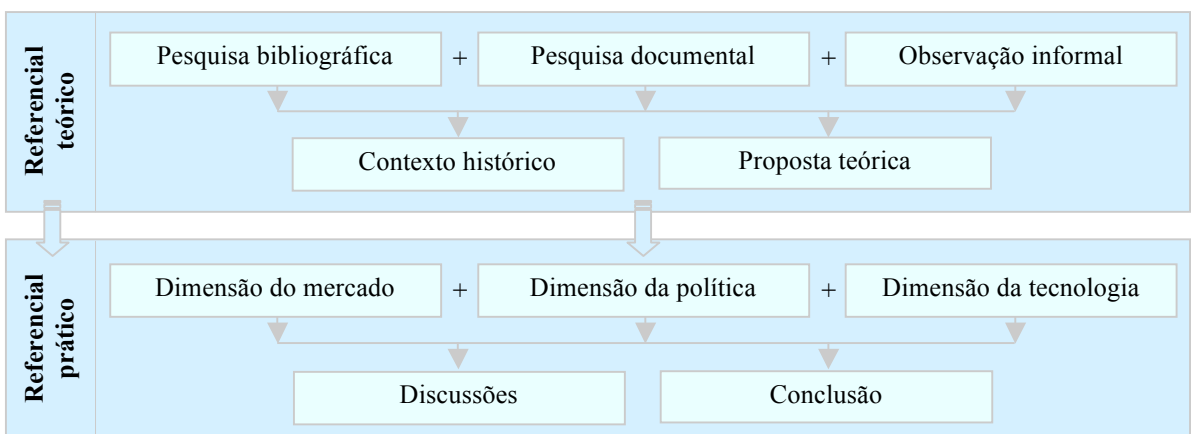 Referencial
teórico
Pesquisa bibliográfica + Pesquisa documental + Observação informal
Contexto histórico Proposta teórica
Referencial
prático
Dimensão do mercado + Dimensão da política + Dimensão da tecnologia
Discussões Conclusão